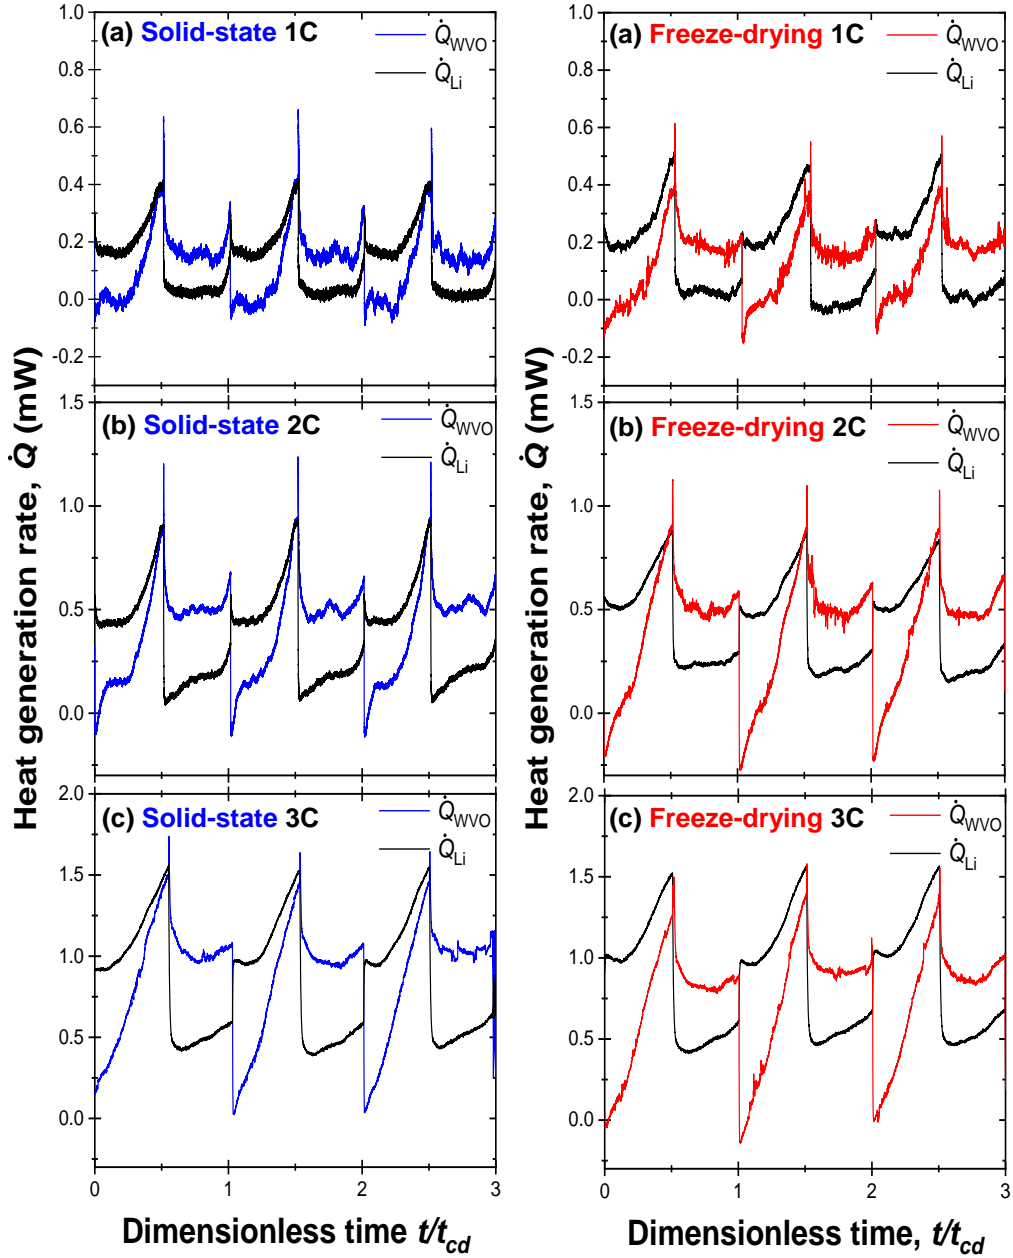 (a) Solid-state 1C
Q̇WVO
Q̇Li
1.0
0.8
0.6
0.4
0.2
0.0
-0.2
(b) Solid-state 2C
Q̇WVO
Q̇Li
1.5
1.0
0.5
0.0
(c) Solid-state 3C
Q̇WVO
Q̇Li
2.0
1.5
1.0
0.5
0.0
0 1 2 3
Heat generation rate, Q̇ (mW)
Dimensionless time t/tcd
(a) Freeze-drying 1C
Q̇WVO
Q̇Li
1.0
0.8
0.6
0.4
0.2
0.0
-0.2
(b) Freeze-drying 2C
Q̇WVO
Q̇Li
1.5
1.0
0.5
0.0
(c) Freeze-drying 3C
Q̇WVO
Q̇Li
2.0
1.5
1.0
0.5
0.0
0 1 2 3
Heat generation rate, Q̇ (mW)
Dimensionless time, t/tcd